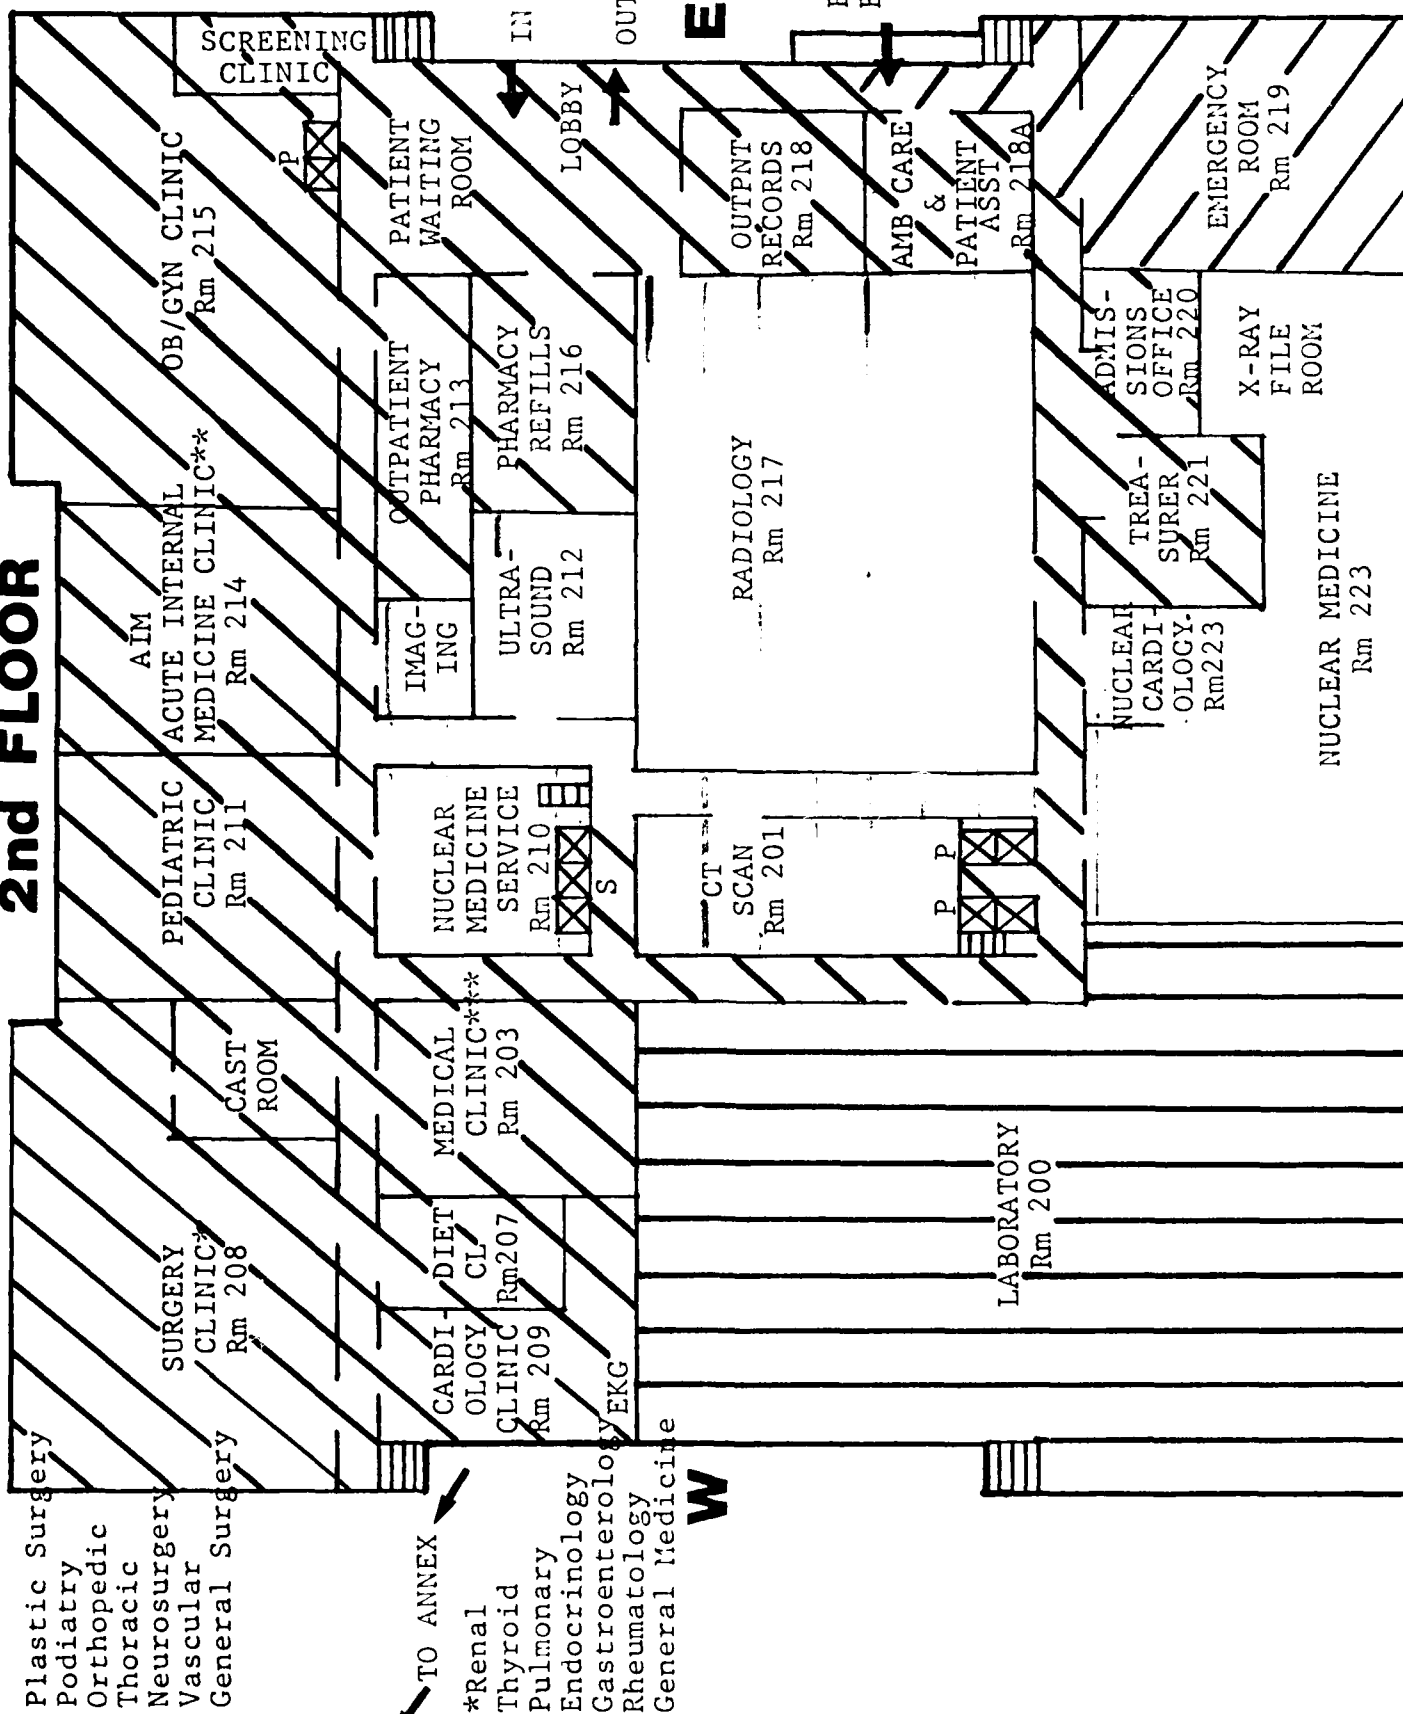 2nd FLOOR
Plastic Surgery
Podiatry
Orthopedic
Thoracic
Neurosurgery
Vascular
General Surgery
SURGERY
CLINIC*
Rm 208
CAST
ROOM
PEDIATRIC
CLINIC
Rm 211
AIM
ACUTE INTERNAL
MEDICINE CLINIC**
Rm 214
OB/GYN CLINIC
Rm 215
P
SCREENING
CLINIC
TO ANNEX
*Renal
Thyroid
Pulmonary
Endocrinology
Gastroenterology
Rheumatology
General Medicine
W
CARDI-
OLOGY
CLINIC
Rm 209
EKG
DIET
CL
Rm207
MEDICAL
CLINIC***
Rm 203
NUCLEAR
MEDICINE
SERVICE
Rm 210
S
IMAG-
ING
ULTRA-
SOUND
Rm 212
OUTPATIENT
PHARMACY
Rm 213
PHARMACY
REFILLS
Rm 216
PATIENT
WAITING
ROOM
LOBBY
IN
OUT
E
CT
SCAN
Rm 201
P
P
RADIOLOGY
Rm 217
OUTPNT
RECORDS
Rm 218
AMB CARE
&
PATIENT
ASST
Rm 218A
LABORATORY
Rm 200
NUCLEAR
CARDI-
OLOGY
Rm223
TREA-
SURER
Rm 221
ADMIS-
SIONS
OFFICE
Rm 220
EMERGENCY
ROOM
Rm 219
X-RAY
FILE
ROOM
NUCLEAR MEDICINE
Rm 223